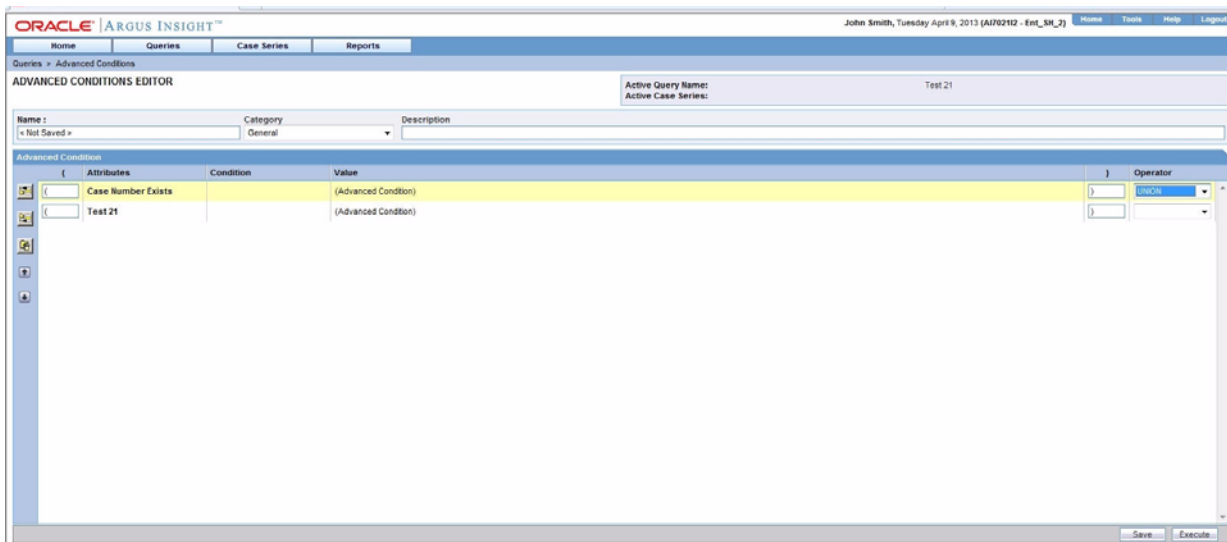 ORACLE® ARGUS INSIGHT™
John Smith, Tuesday April 9, 2013 (AI702112 - Ent_SH_2) Home Tools Help Logout
Home Queries Case Series Reports
Queries > Advanced Conditions
ADVANCED CONDITIONS EDITOR
Active Query Name: Test 21
Active Case Series:
Name : Category Description
< Not Saved > General
Advanced Condition
( Attributes Condition Value ) Operator
( Case Number Exists (Advanced Condition) ) UNION
( Test 21 (Advanced Condition) )
Save Execute